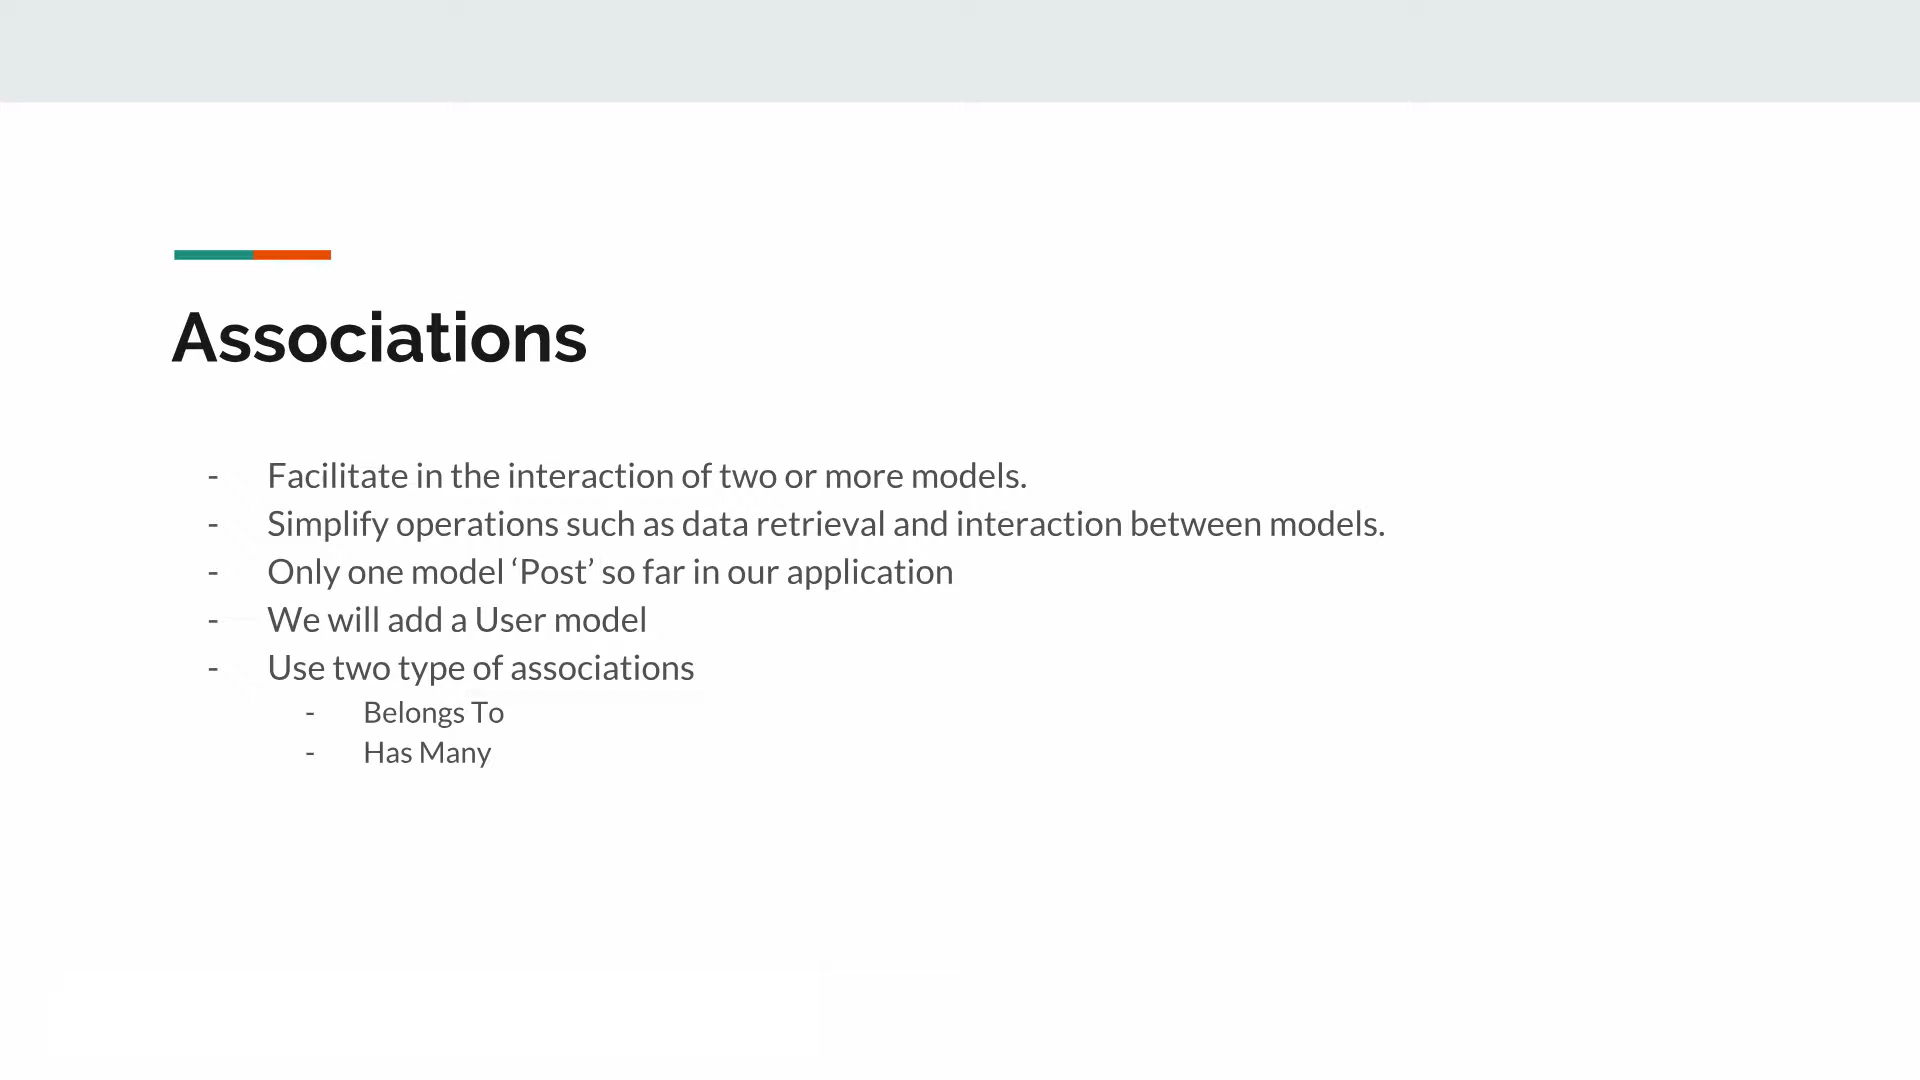 Associations
- Facilitate in the interaction of two or more models.
- Simplify operations such as data retrieval and interaction between models.
- Only one model ‘Post’ so far in our application
- We will add a User model
- Use two type of associations
- Belongs To
- Has Many